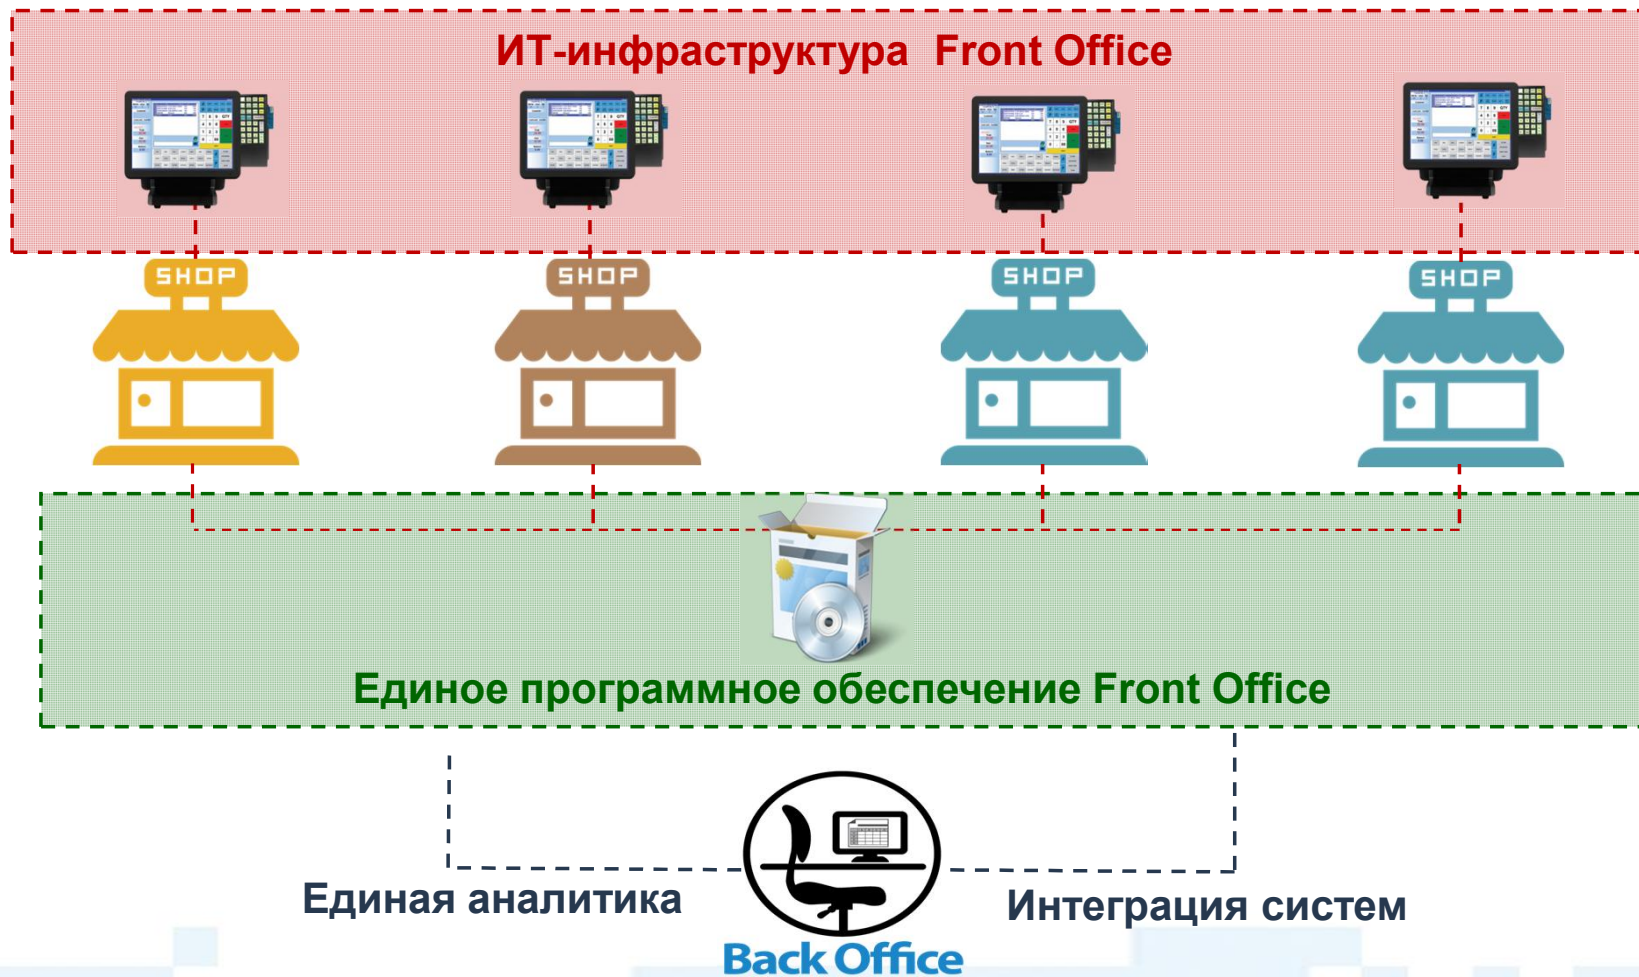 ИТ-инфраструктура Front Office
SHOP
SHOP
SHOP
SHOP
Единое программное обеспечение Front Office
Единая аналитика
Интеграция систем
Back Office